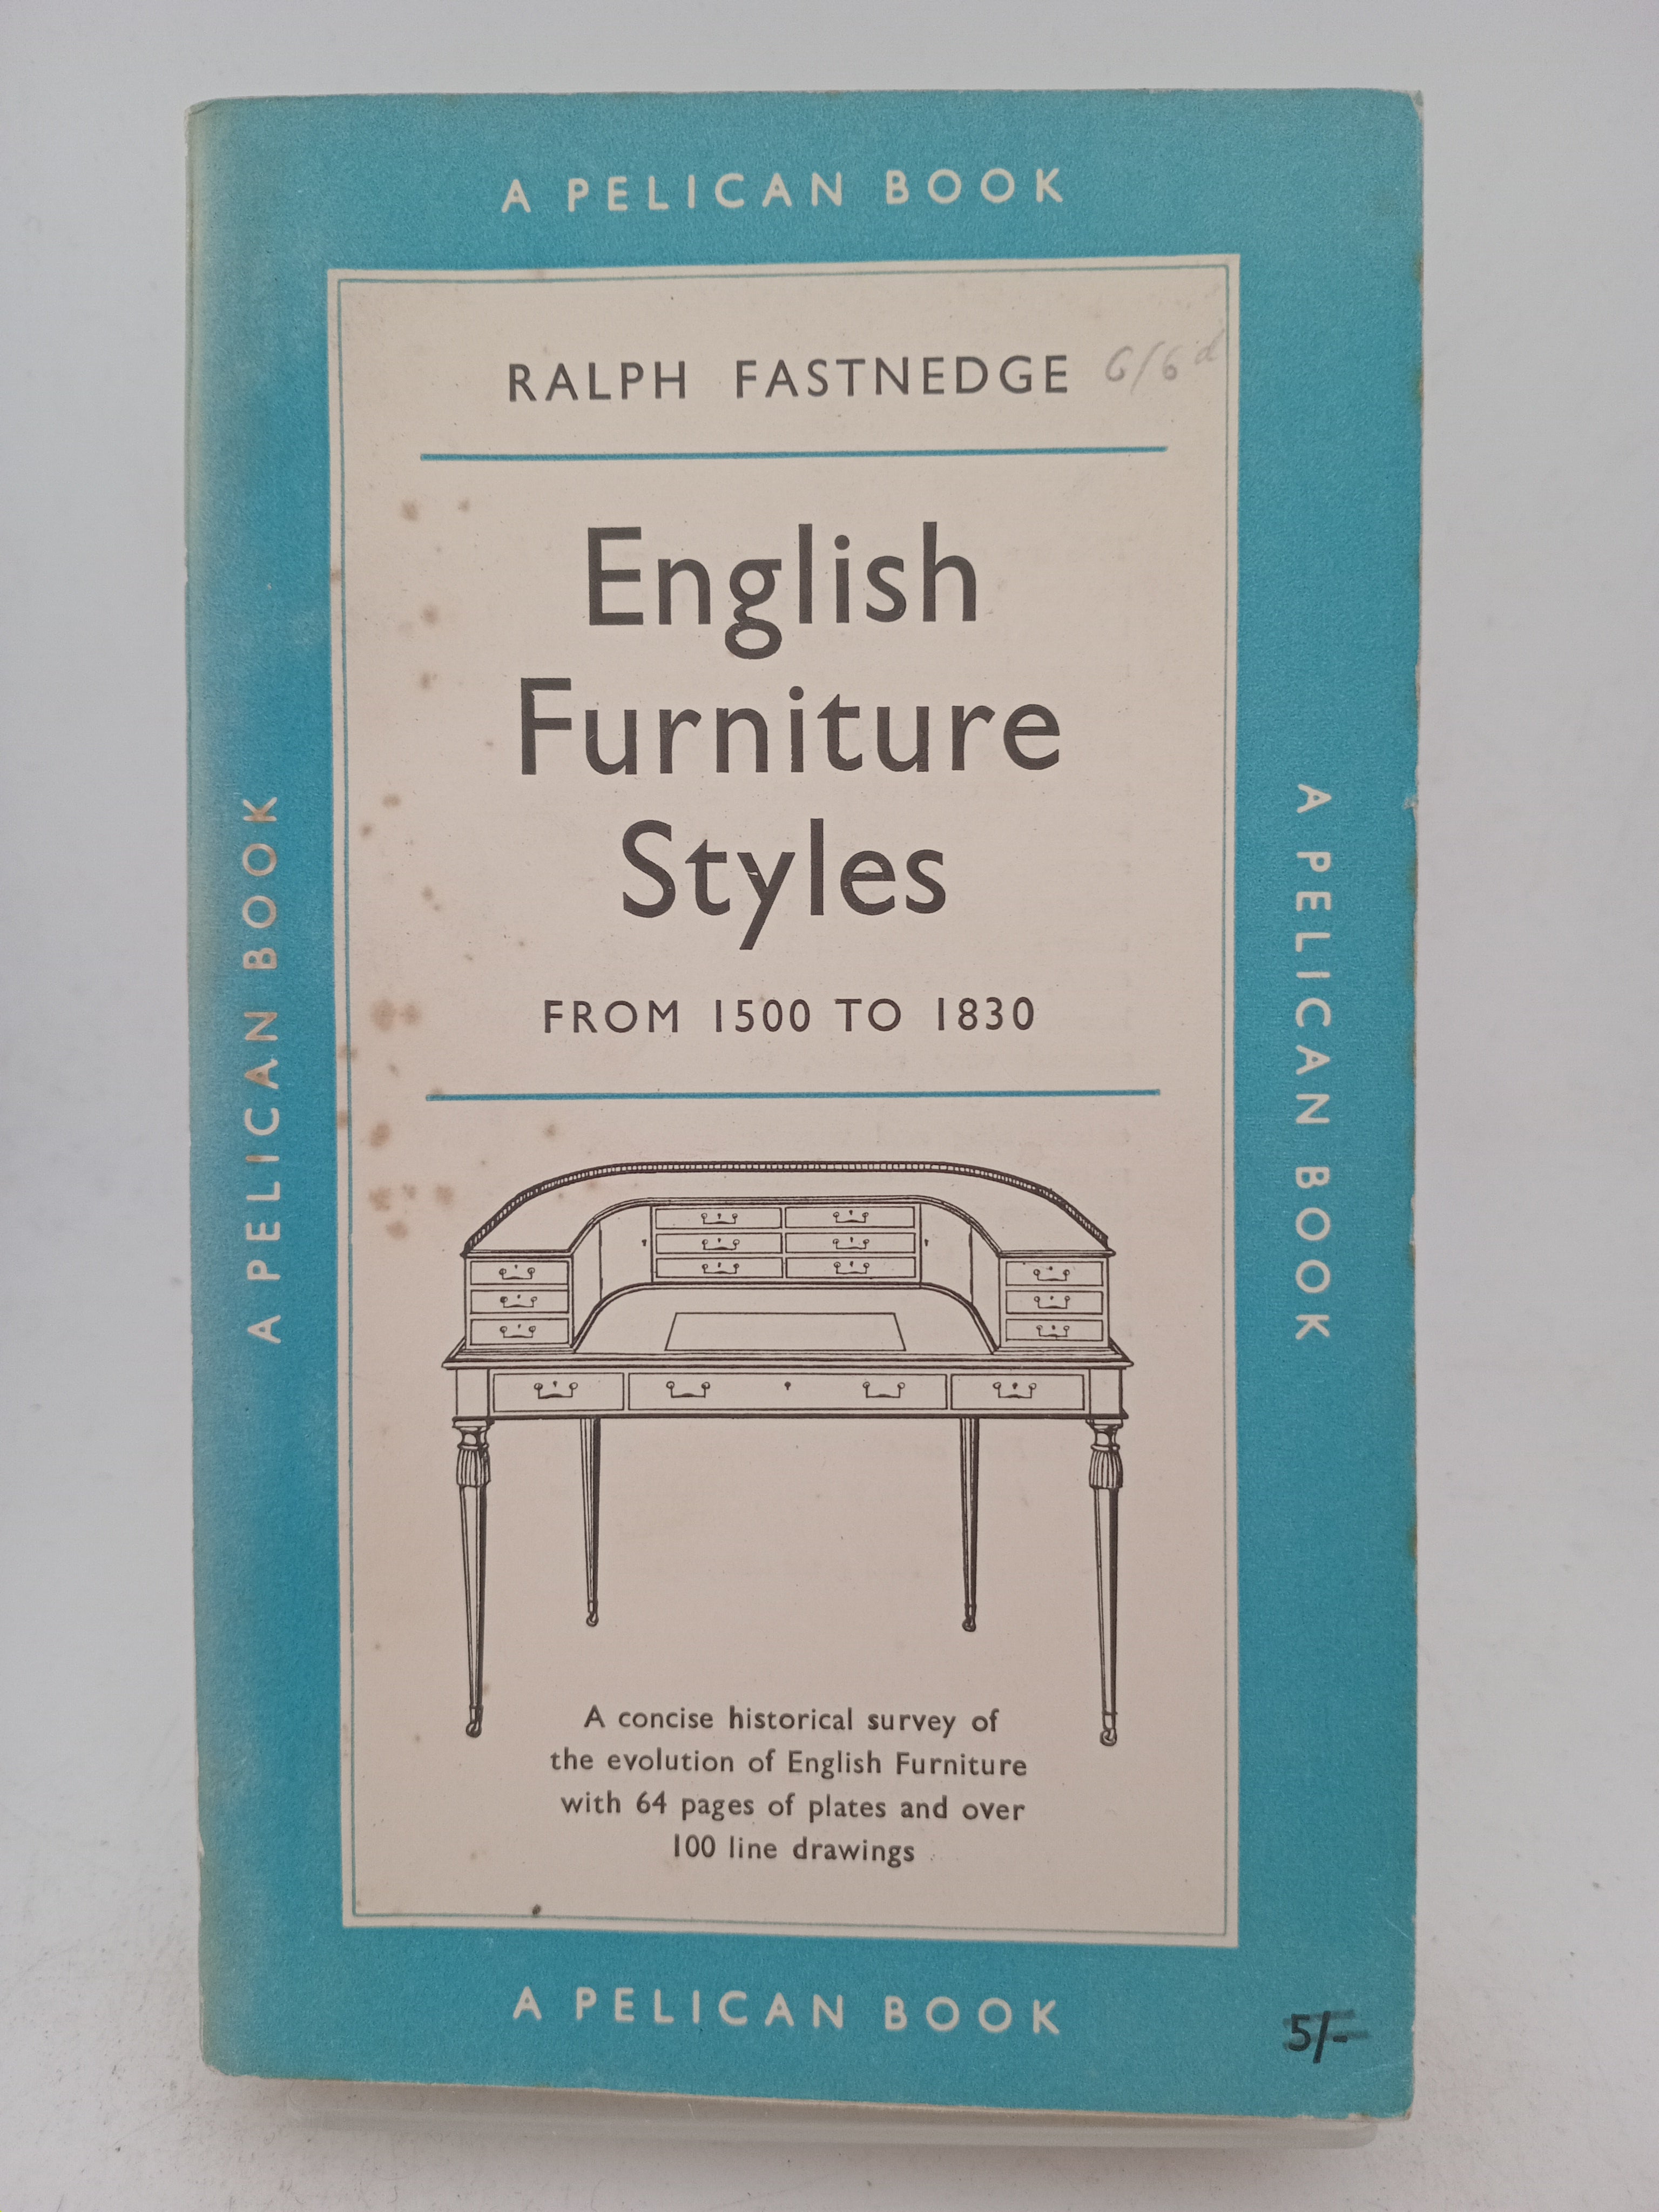 A PELICAN BOOK
RALPH FASTNEDGE 6/6d
English
Furniture
Styles
FROM 1500 TO 1830
A PELICAN BOOK
A PELICAN BOOK
A concise historical survey of
the evolution of English Furniture
with 64 pages of plates and over
100 line drawings
A PELICAN BOOK
5/-